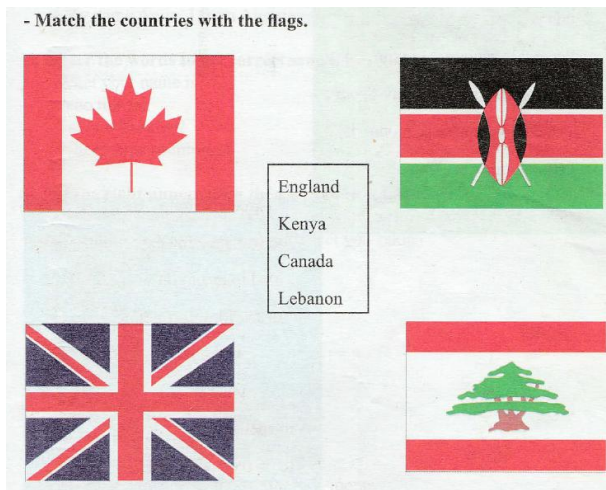 - Match the countries with the flags.
England
Kenya
Canada
Lebanon